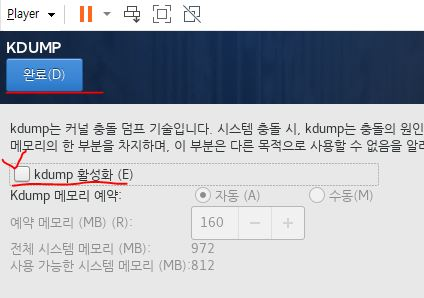 Player
KDUMP
완료(D)
kdump는 커널 충돌 덤프 기술입니다. 시스템 충돌 시, kdump는 충돌의 원인
메모리의 한 부분을 차지하며, 이 부분은 다른 목적으로 사용할 수 없음을 알려
kdump 활성화 (E)
Kdump 메모리 예약: 자동 (A) 수동(M)
예약 메모리 (MB) (R): 160 − +
전체 시스템 메모리 (MB): 972
사용 가능한 시스템 메모리 (MB):812